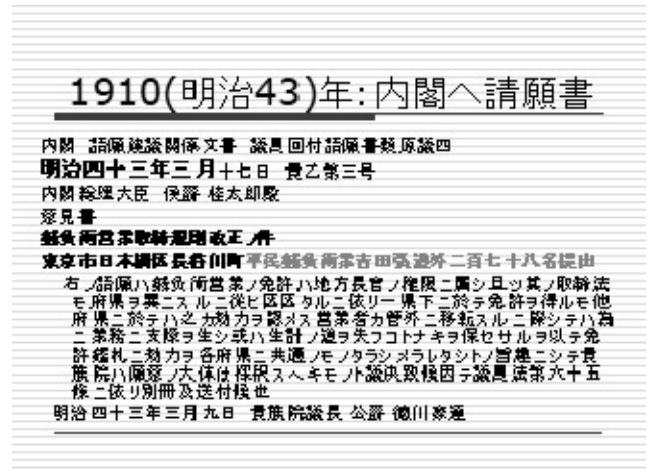 1910(明治43)年:内閣へ請願書
内閣 請願建議関係文書 議員回付請願書類原議四
明治四十三年三月十七日 貴乙第三号
内閣総理大臣 侯爵 桂太郎殿
意見書
鍼灸術営業取締規則改正ノ件
東京市日本橋区長谷川町平民鍼灸術業吉田弘道外二百七十八名提出
右ノ請願ハ鍼灸術営業ノ免許ハ地方長官ノ権限ニ属シ且ツ其ノ取締法
モ府県ヲ異ニスルニ従ヒ区区タルニ依リ一県下ニ於テ免許ヲ得ルモ他
府県ニ於テハ之カ効力ヲ認メス営業者カ管外ニ移転スルニ際シテハ為
ニ業務ニ支障ヲ生シ或ハ生計ノ道ヲ失フコトナキヲ保セサルヲ以テ免
許鑑札ニ効力ヲ各府県ニ共通ノモノタラシメラレタシトノ旨趣ニシテ貴
族院ハ願意ノ大体は採択スヘキモノト議決致候因テ議員法第六十五
條ニ依リ別冊及送付候也
明治四十三年三月九日 貴族院議長 公爵 徳川家達